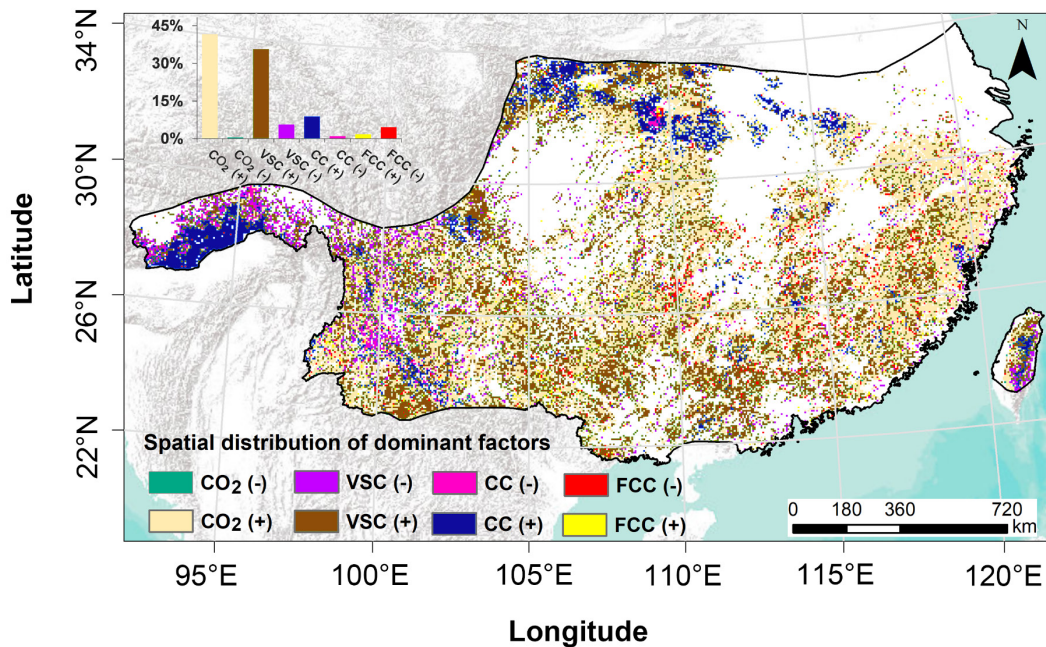 45%
30%
15%
0%
CO₂ (+)
CO₂ (-)
VSC (+)
VSC (-)
CC (+)
CC (-)
FCC (+)
FCC (-)
N
34°N
30°N
26°N
22°N
Latitude
Spatial distribution of dominant factors
CO₂ (-) VSC (-) CC (-) FCC (-)
CO₂ (+) VSC (+) CC (+) FCC (+)
0 180 360 720
km
95°E 100°E 105°E 110°E 115°E 120°E
Longitude